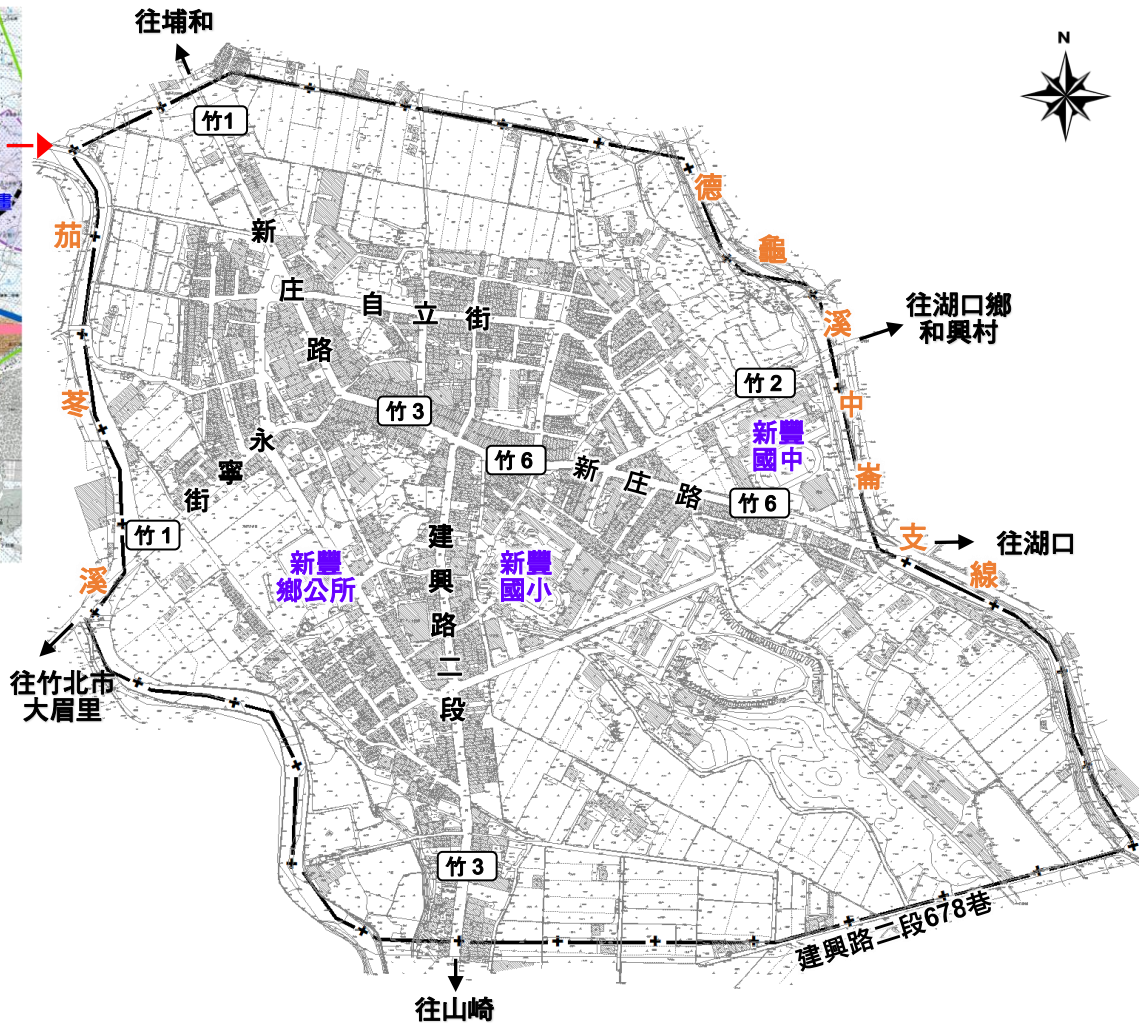 往埔和
N
竹1
畫
德龜溪中崙支線
茄苳溪
新庄路
自立街
往湖口鄉
和興村
竹 2
竹 3
新豐
國中
永寧街
竹 6
新庄路
竹 6
竹 1
建興路二段
新豐
鄉公所
新豐
國小
往湖口
往竹北市
大眉里
竹 3
建興路二段678巷
往山崎